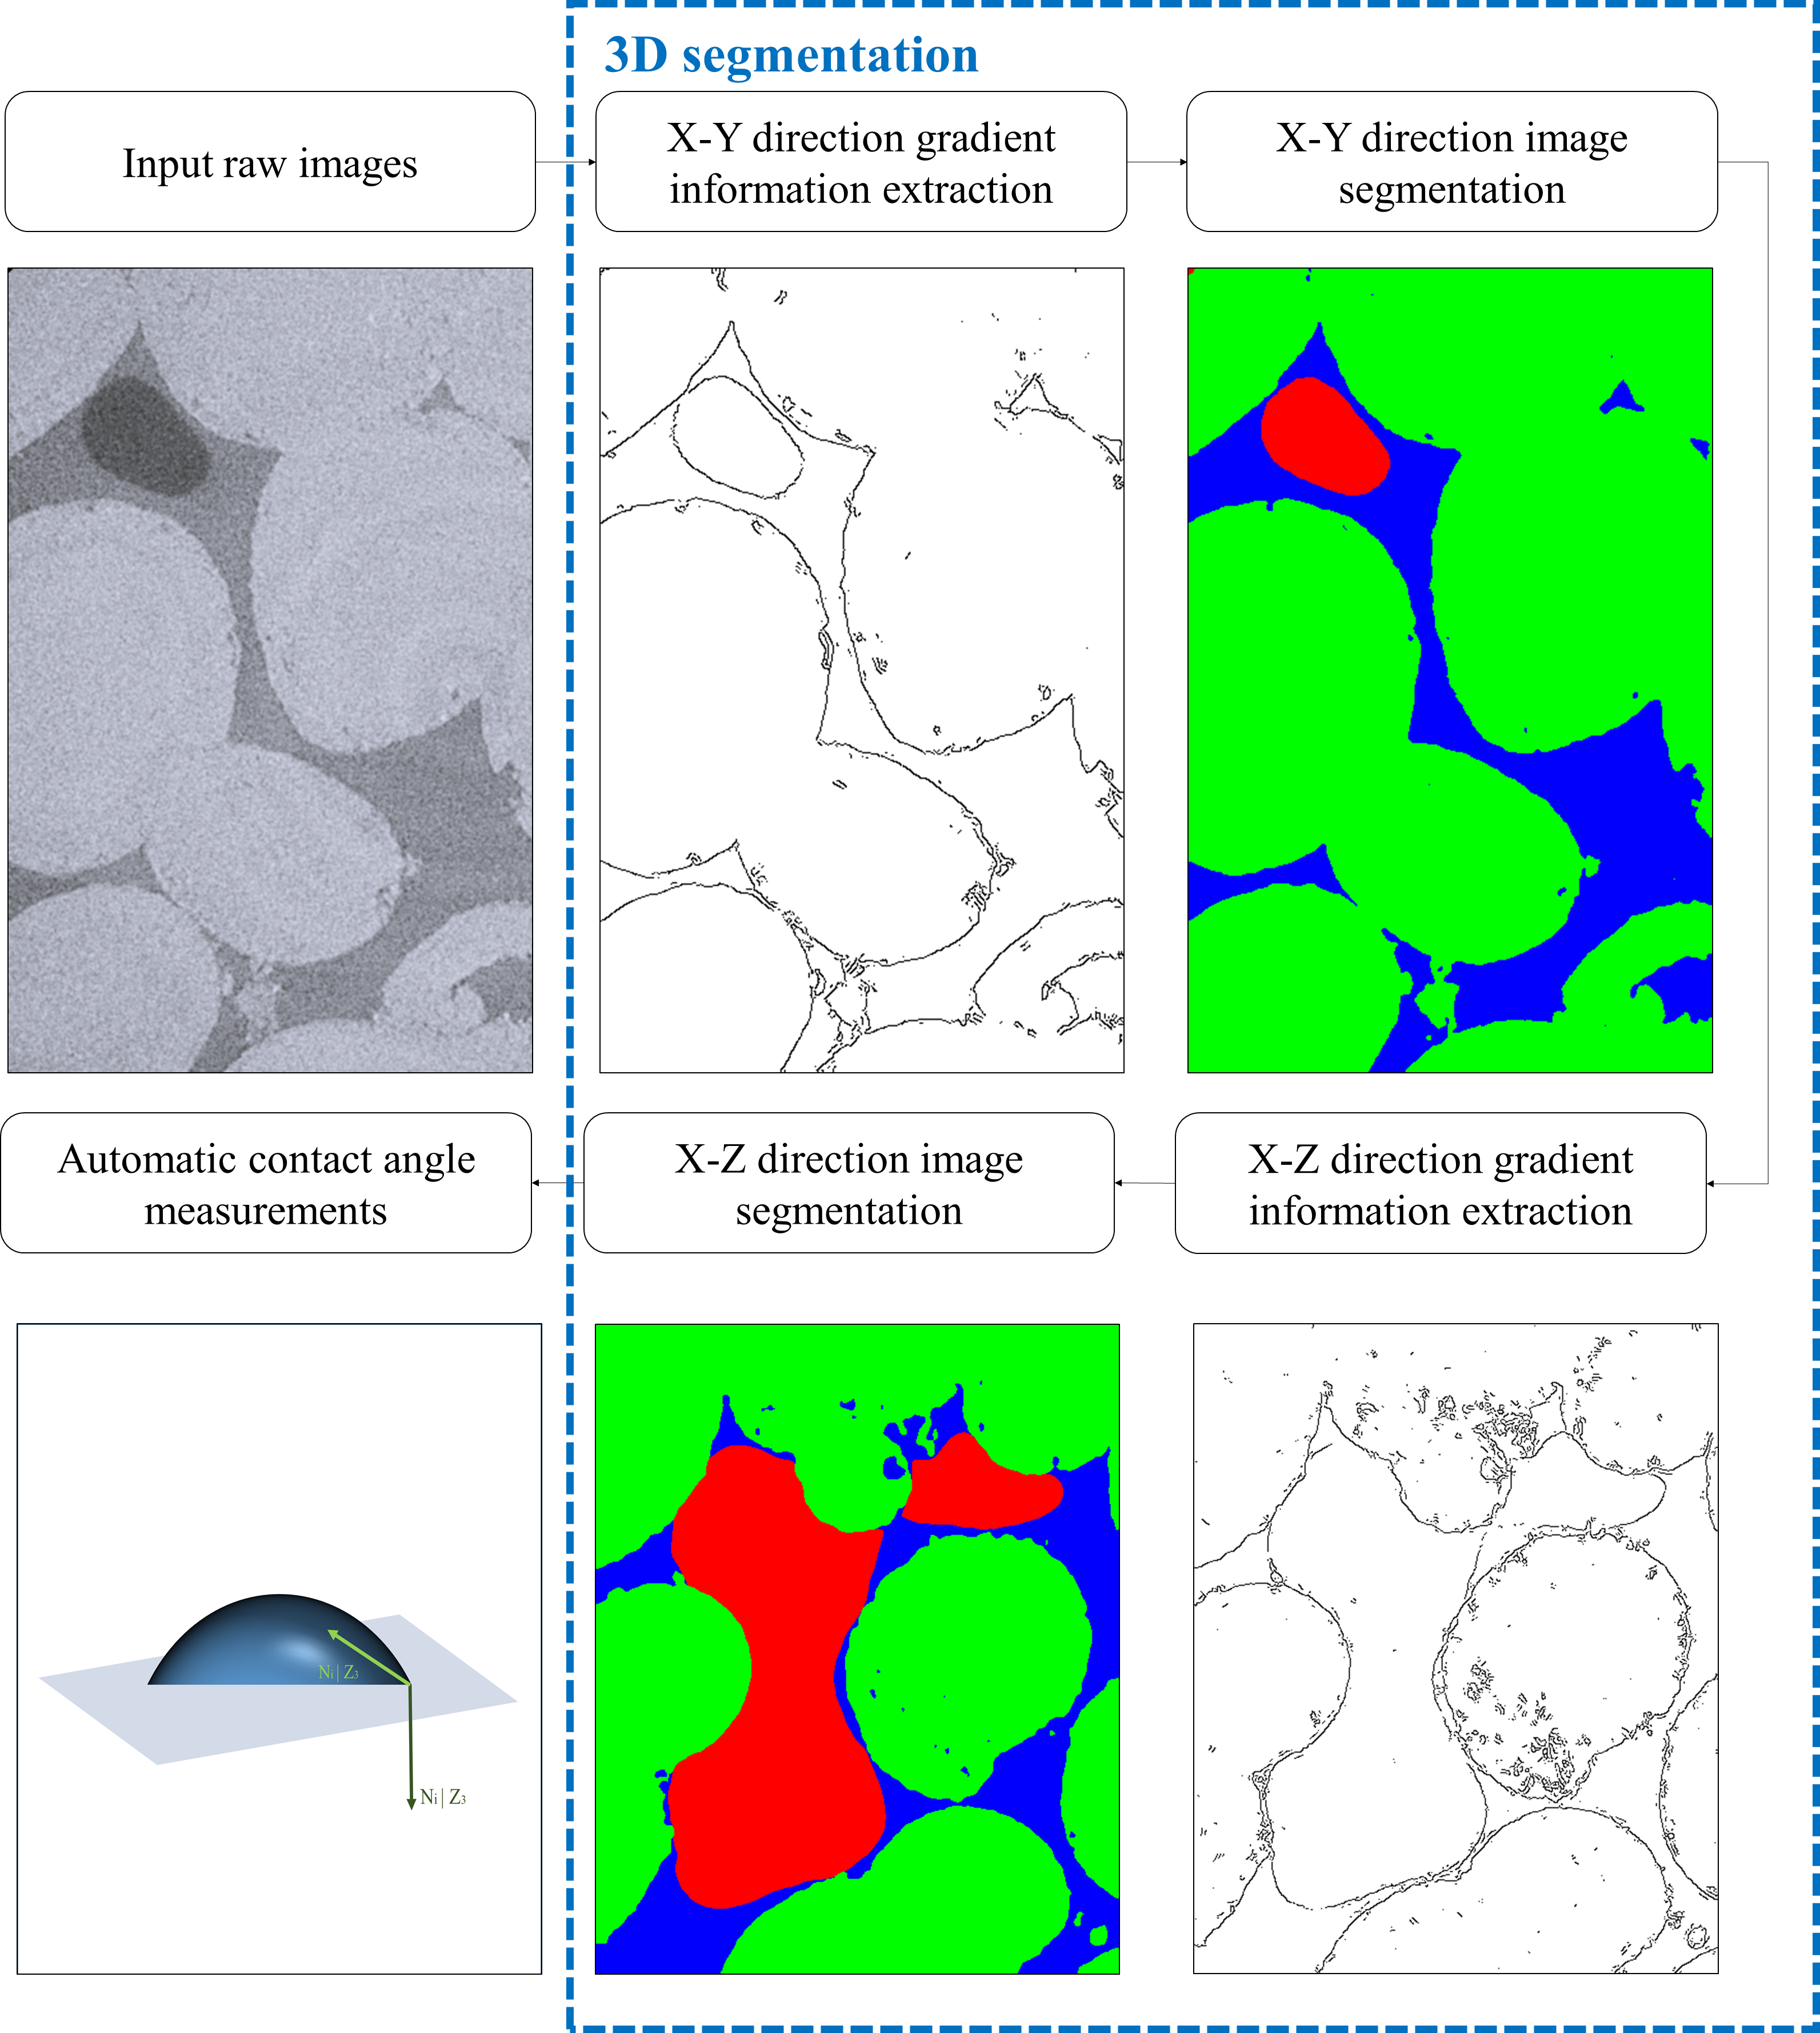 3D segmentation
Input raw images
X-Y direction gradient
information extraction
X-Y direction image
segmentation
Automatic contact angle
measurements
X-Z direction image
segmentation
X-Z direction gradient
information extraction
Ni | Z3
Ni | Z3